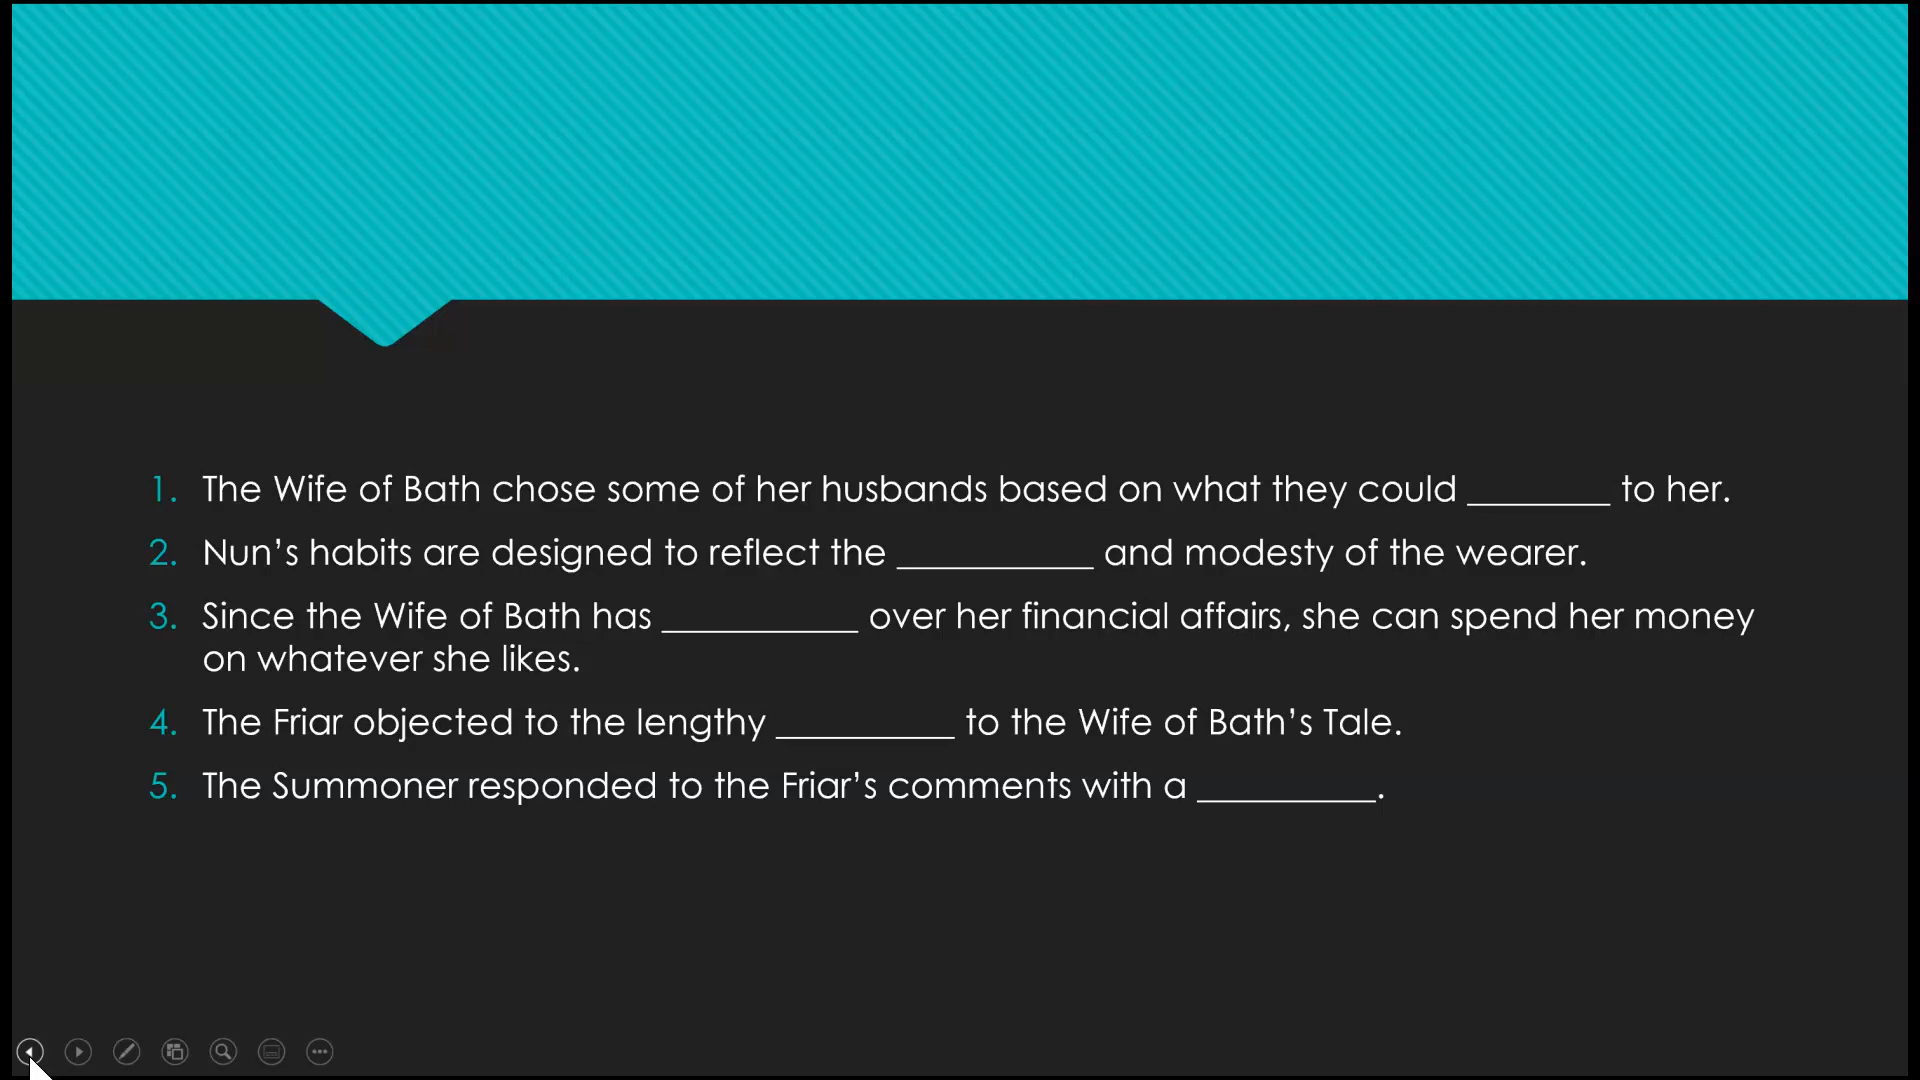 1. The Wife of Bath chose some of her husbands based on what they could ________ to her.
2. Nun’s habits are designed to reflect the ___________ and modesty of the wearer.
3. Since the Wife of Bath has ___________ over her financial affairs, she can spend her money
on whatever she likes.
4. The Friar objected to the lengthy __________ to the Wife of Bath’s Tale.
5. The Summoner responded to the Friar’s comments with a __________.